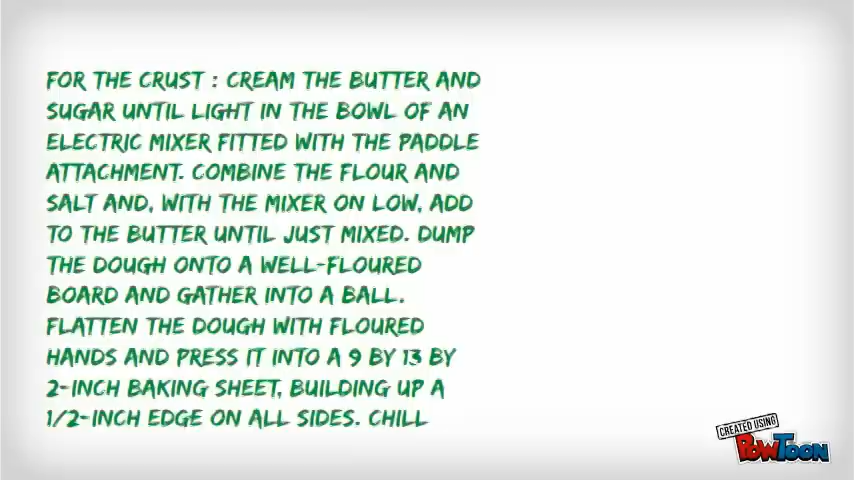 FOR THE CRUST : CREAM THE BUTTER AND
SUGAR UNTIL LIGHT IN THE BOWL OF AN
ELECTRIC MIXER FITTED WITH THE PADDLE
ATTACHMENT. COMBINE THE FLOUR AND
SALT AND, WITH THE MIXER ON LOW, ADD
TO THE BUTTER UNTIL JUST MIXED. DUMP
THE DOUGH ONTO A WELL-FLOURED
BOARD AND GATHER INTO A BALL.
FLATTEN THE DOUGH WITH FLOURED
HANDS AND PRESS IT INTO A 9 BY 13 BY
2-INCH BAKING SHEET, BUILDING UP A
1/2-INCH EDGE ON ALL SIDES. CHILL
CREATED USING
POWTOON